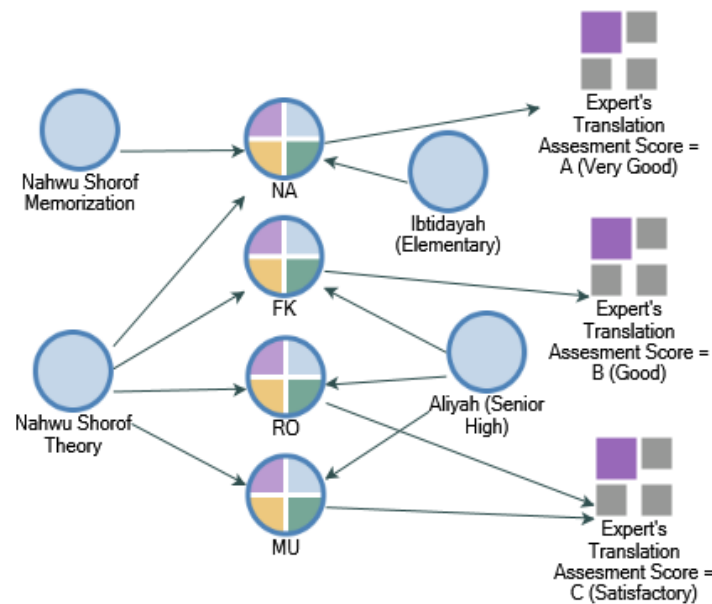 Expert's
Translation
Assesment Score =
A (Very Good)
Nahwu Shorof
Memorization
NA
Ibtidayah
(Elementary)
FK
Expert's
Translation
Assesment Score =
B (Good)
Nahwu Shorof
Theory
RO
Aliyah (Senior
High)
MU
Expert's
Translation
Assesment Score =
C (Satisfactory)